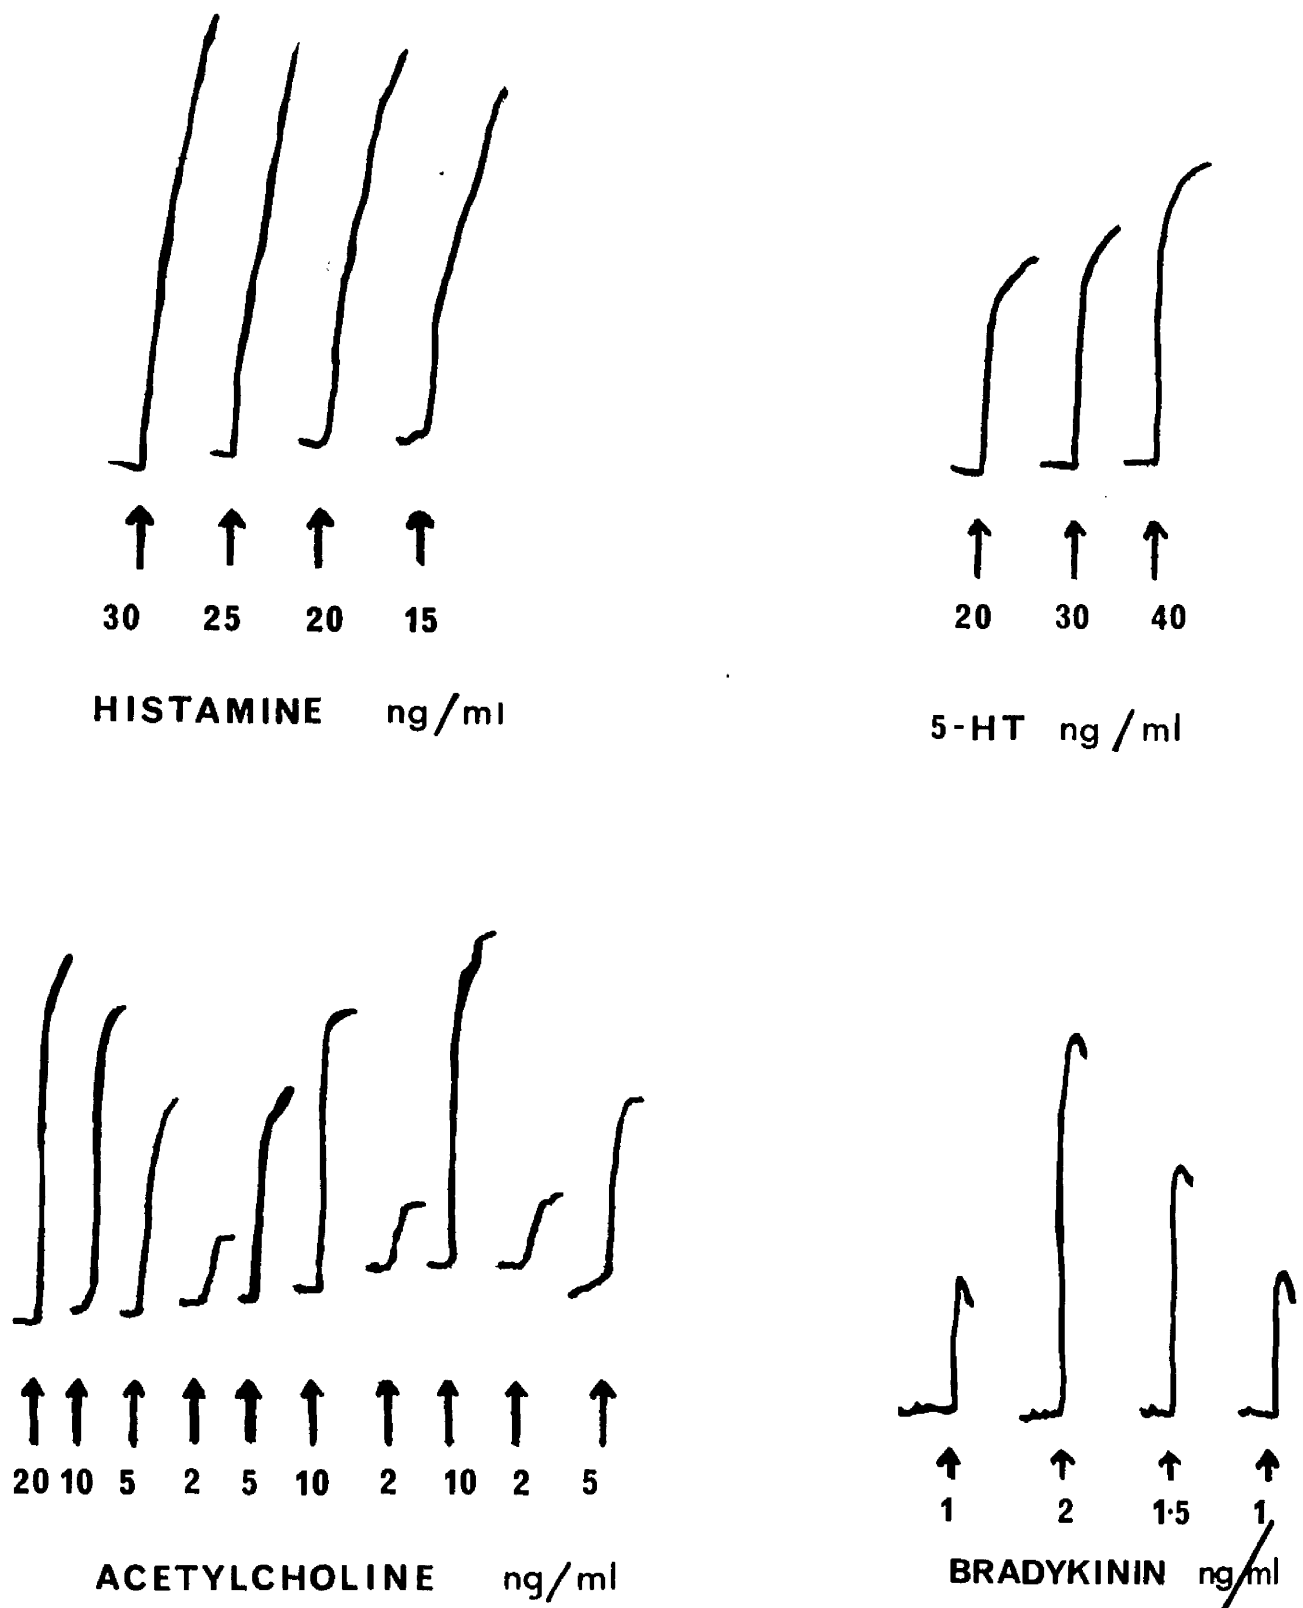 30 25 20 15
HISTAMINE ng/ml
20 30 40
5-HT ng/ml
20 10 5 2 5 10 2 10 2 5
ACETYLCHOLINE ng/ml
1 2 1·5 1
BRADYKININ ng/ml